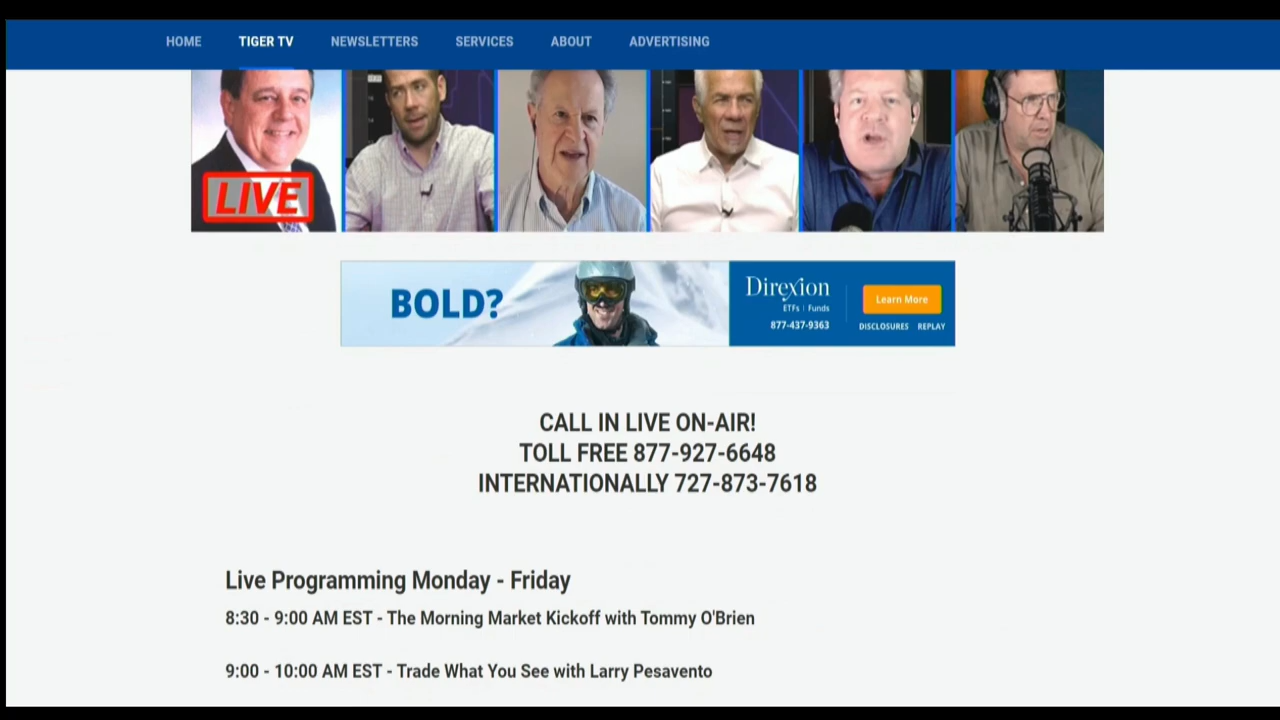 HOME TIGER TV NEWSLETTERS SERVICES ABOUT ADVERTISING
LIVE
BOLD?
Direxion
ETFs | Funds
877-437-9363
Learn More
DISCLOSURES REPLAY
CALL IN LIVE ON-AIR!
TOLL FREE 877-927-6648
INTERNATIONALLY 727-873-7618
Live Programming Monday - Friday
8:30 - 9:00 AM EST - The Morning Market Kickoff with Tommy O'Brien
9:00 - 10:00 AM EST - Trade What You See with Larry Pesavento